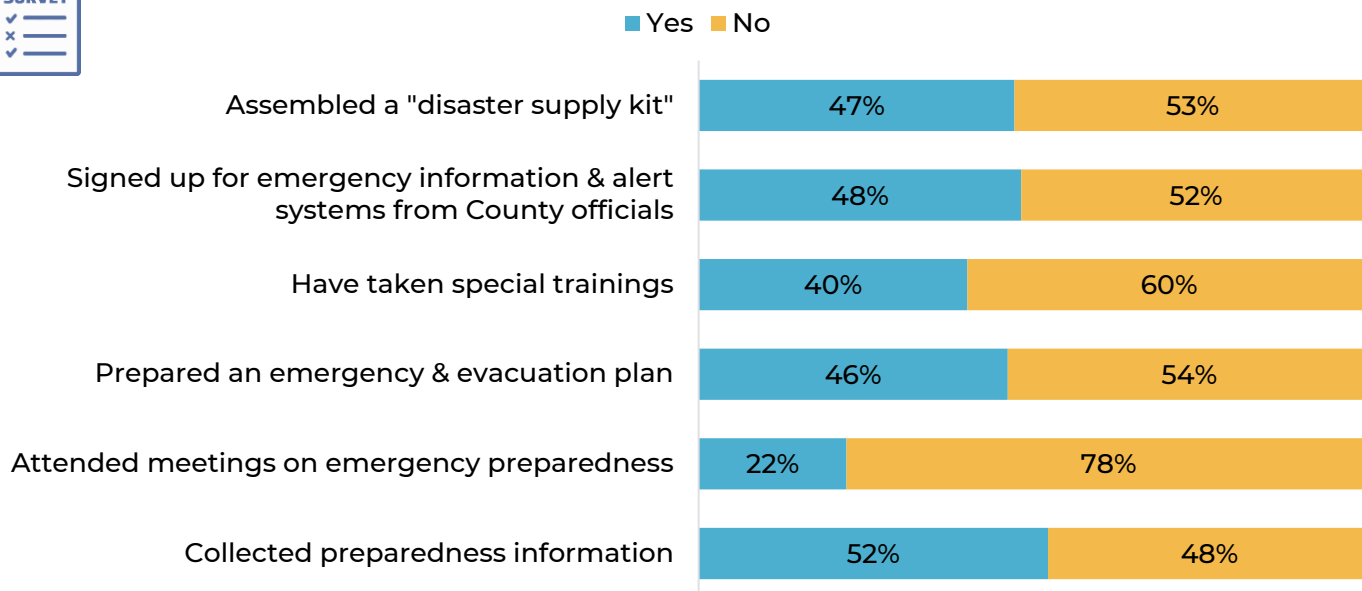 SURVEY
Yes No
Assembled a "disaster supply kit" 47% 53%
Signed up for emergency information & alert
systems from County officials 48% 52%
Have taken special trainings 40% 60%
Prepared an emergency & evacuation plan 46% 54%
Attended meetings on emergency preparedness 22% 78%
Collected preparedness information 52% 48%